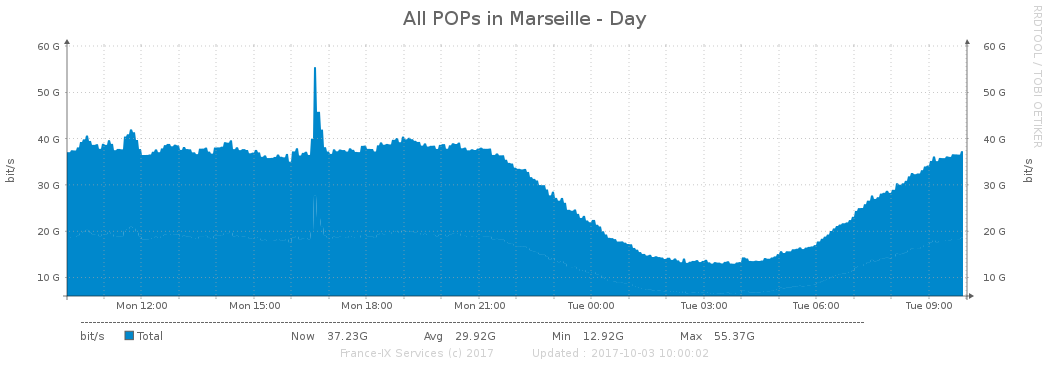 All POPs in Marseille - Day
RRDTOOL / TOBI OETIKER
60 G 60 G
50 G 50 G
40 G 40 G
30 G 30 G
20 G 20 G
10 G 10 G
bit/s bit/s
Mon 12:00 Mon 15:00 Mon 18:00 Mon 21:00 Tue 00:00 Tue 03:00 Tue 06:00 Tue 09:00
bit/s Total Now 37.23G Avg 29.92G Min 12.92G Max 55.37G
France-IX Services (c) 2017 Updated : 2017-10-03 10:00:02